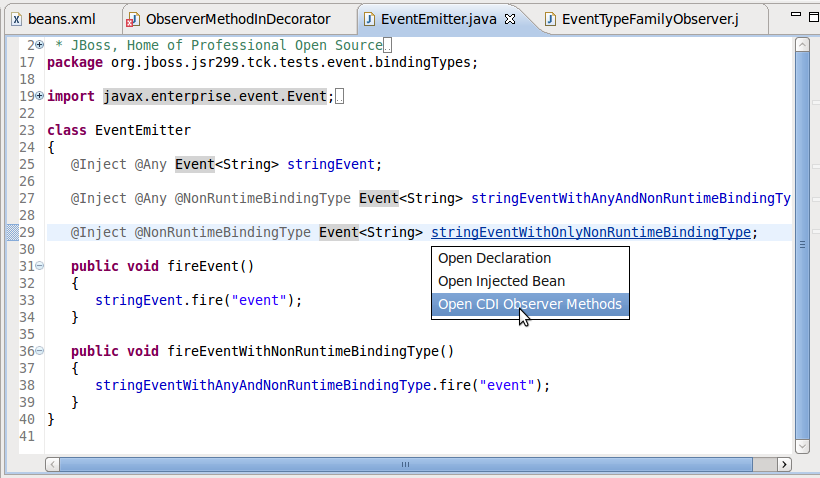 beans.xml ObserverMethodInDecorator EventEmitter.java EventTypeFamilyObserver.j
2 * JBoss, Home of Professional Open Source
17 package org.jboss.jsr299.tck.tests.event.bindingTypes;
18
19 import javax.enterprise.event.Event;
22
23 class EventEmitter
24 {
25 @Inject @Any Event<String> stringEvent;
26
27 @Inject @Any @NonRuntimeBindingType Event<String> stringEventWithAnyAndNonRuntimeBindingTy
28
29 @Inject @NonRuntimeBindingType Event<String> stringEventWithOnlyNonRuntimeBindingType;
30
Open Declaration
Open Injected Bean
Open CDI Observer Methods
31 public void fireEvent()
32 {
33 stringEvent.fire("event");
34 }
35
36 public void fireEventWithNonRuntimeBindingType()
37 {
38 stringEventWithAnyAndNonRuntimeBindingType.fire("event");
39 }
40 }
41